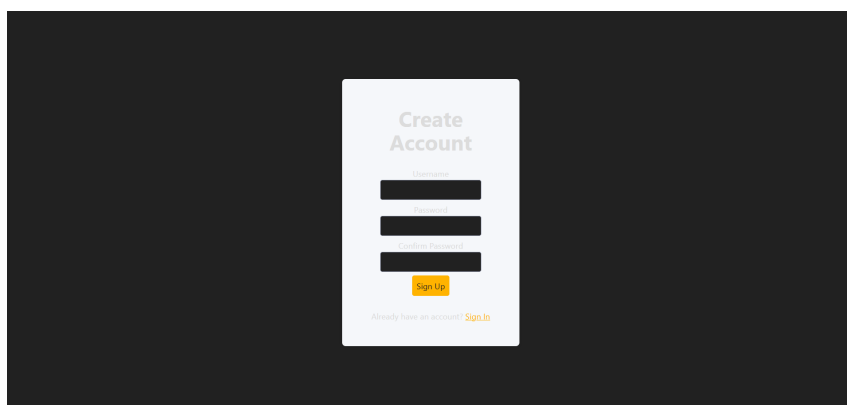 Create
Account
Username
Password
Confirm Password
Sign Up
Already have an account? Sign In